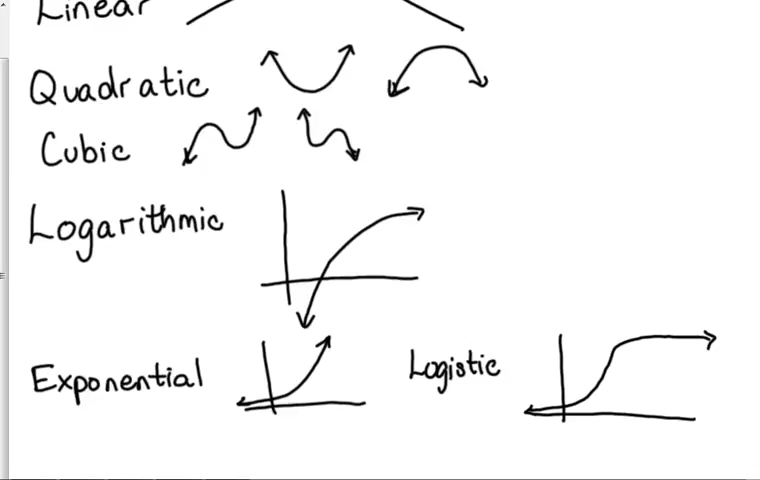 Linear
Quadratic
Cubic
Logarithmic
Exponential
Logistic